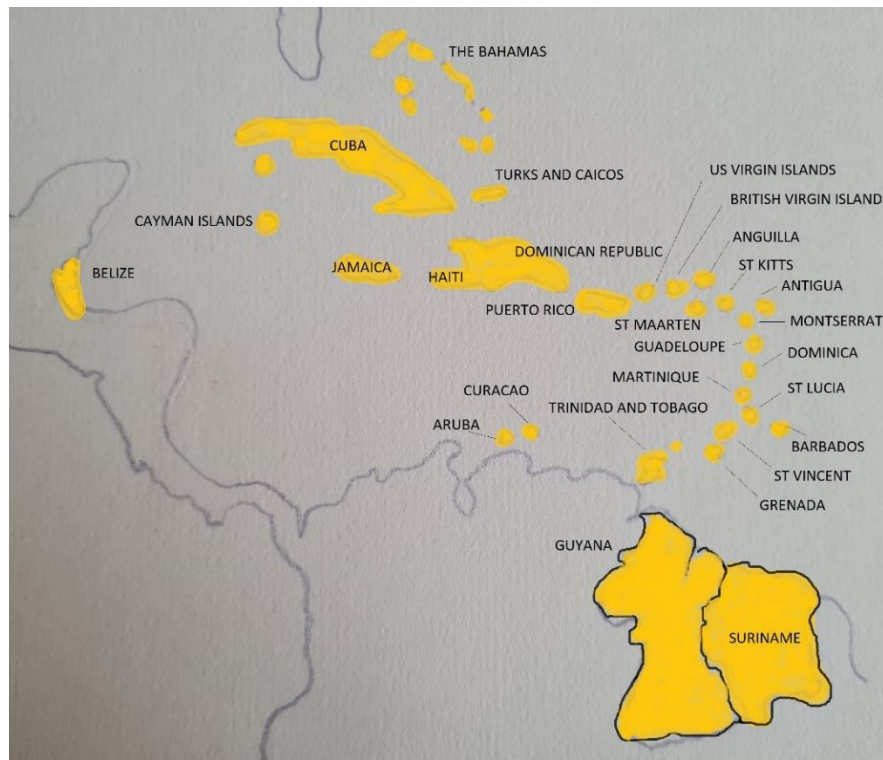 THE BAHAMAS
CUBA
TURKS AND CAICOS
US VIRGIN ISLANDS
BRITISH VIRGIN ISLAND
CAYMAN ISLANDS
ANGUILLA
DOMINICAN REPUBLIC
ST KITTS
BELIZE
JAMAICA
HAITI
ANTIGUA
PUERTO RICO
ST MAARTEN
MONTSERRAT
GUADELOUPE
DOMINICA
MARTINIQUE
ST LUCIA
CURACAO
TRINIDAD AND TOBAGO
ARUBA
BARBADOS
ST VINCENT
GRENADA
GUYANA
SURINAME